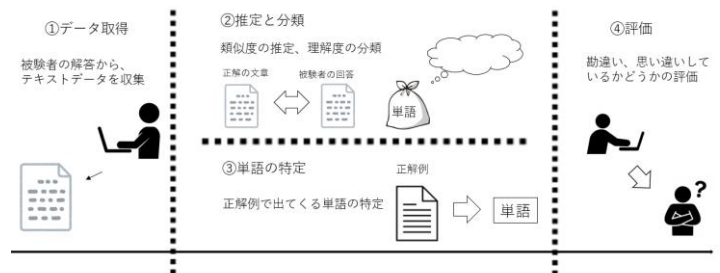 ①データ取得
被験者の解答から、
テキストデータを収集
②推定と分類
類似度の推定、理解度の分類
正解の文章
被験者の回答
単語
③単語の特定
正解例
正解例で出てくる単語の特定
単語
④評価
勘違い、思い違いして
いるかどうかの評価
?